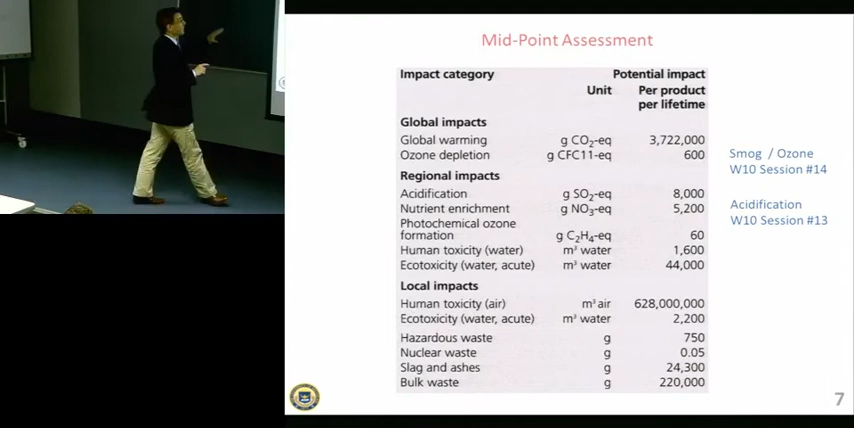 Mid-Point Assessment
Impact category Potential impact
Unit Per product
per lifetime
Global impacts
Global warming g CO₂-eq 3,722,000
Ozone depletion g CFC11-eq 600
Regional impacts
Acidification g SO₂-eq 8,000
Nutrient enrichment g NO₃-eq 5,200
Photochemical ozone
formation g C₂H₄-eq 60
Human toxicity (water) m³ water 1,600
Ecotoxicity (water, acute) m³ water 44,000
Local impacts
Human toxicity (air) m³ air 628,000,000
Ecotoxicity (water, acute) m³ water 2,200
Hazardous waste g 750
Nuclear waste g 0.05
Slag and ashes g 24,300
Bulk waste g 220,000
Smog / Ozone
W10 Session #14
Acidification
W10 Session #13
7